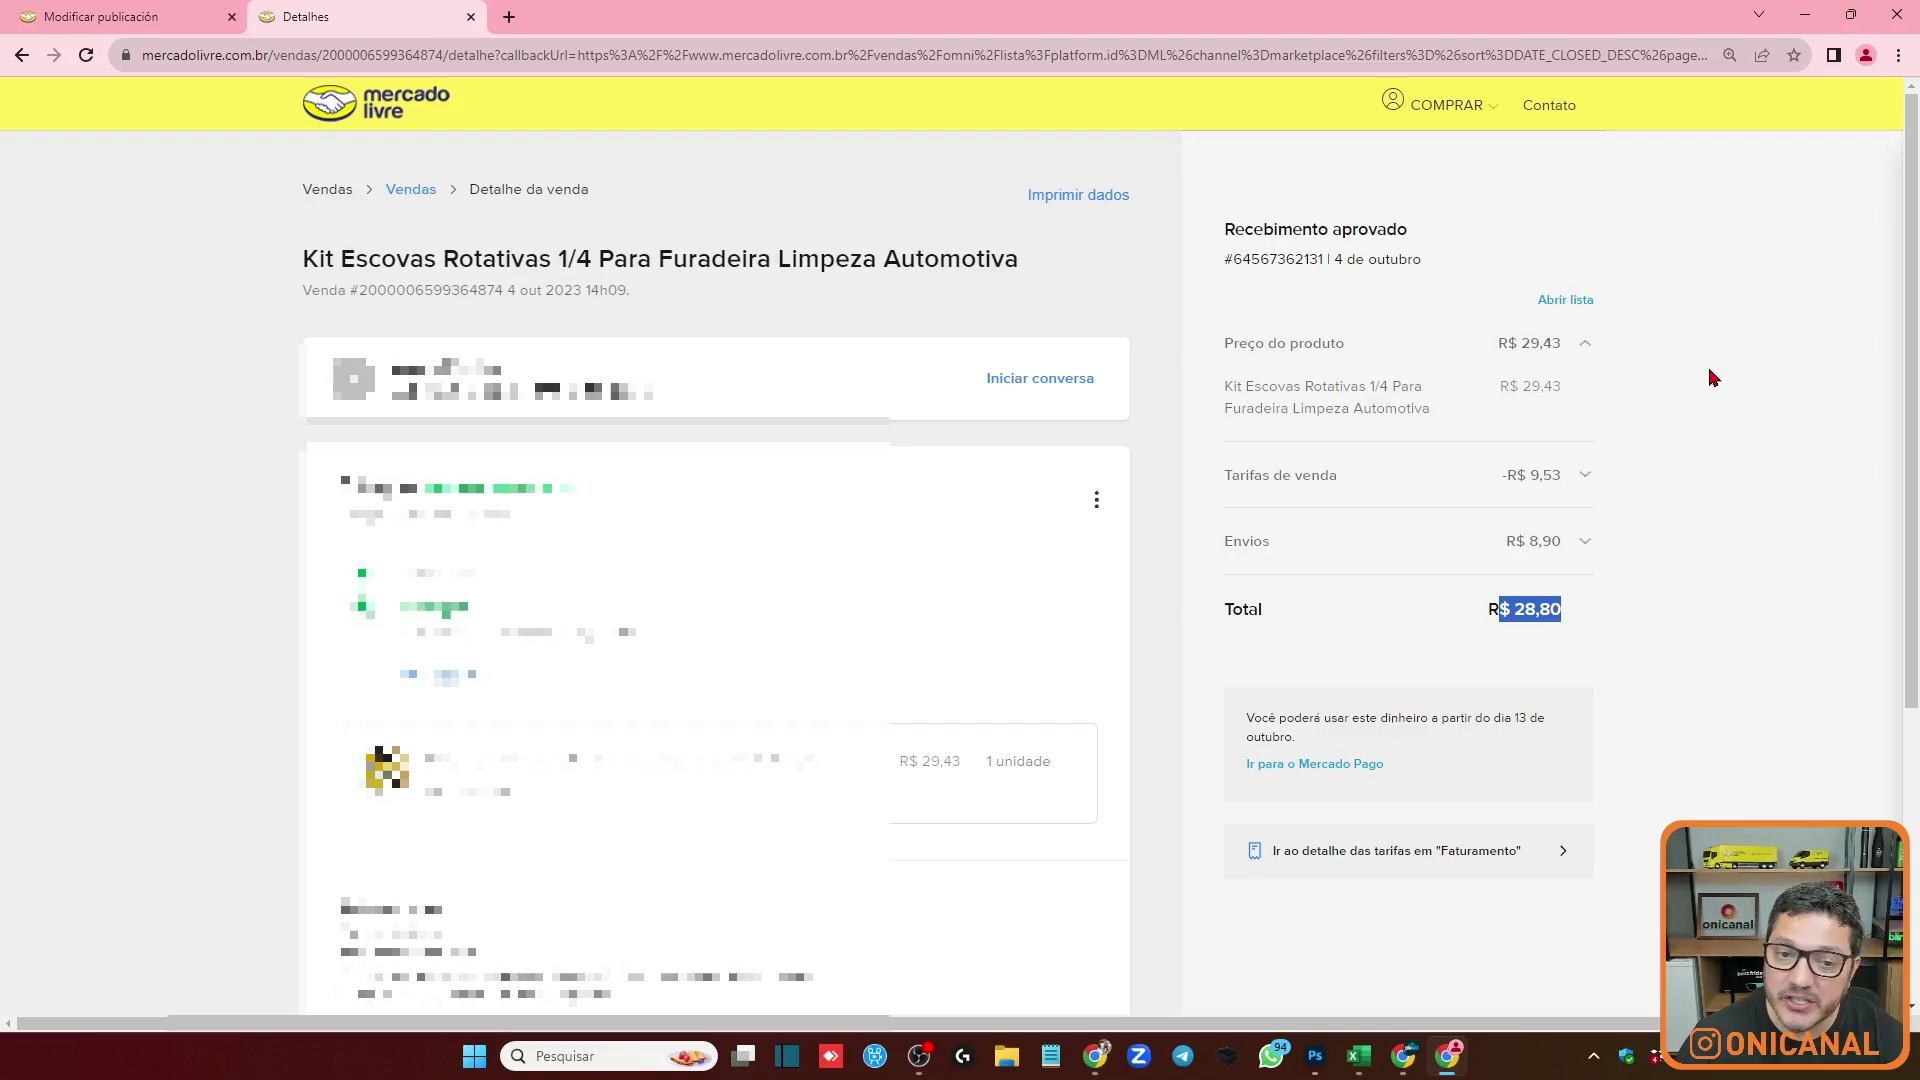 Modificar publicación
Detalhes
mercadolivre.com.br/vendas/2000006599364874/detalhe?callbackUrl=https%3A%2F%2Fwww.mercadolivre.com.br%2Fvendas%2Fomni%2Flista%3Fplatform.id%3DML%26channel%3Dmarketplace%26filters%3D%26sort%3DDATE_CLOSED_DESC%26page...
mercado
livre
COMPRAR
Contato
Vendas > Vendas > Detalhe da venda
Imprimir dados
Kit Escovas Rotativas 1/4 Para Furadeira Limpeza Automotiva
Venda #2000006599364874 4 out 2023 14h09.
Iniciar conversa
R$ 29,43 1 unidade
Recebimento aprovado
#64567362131 | 4 de outubro
Abrir lista
Preço do produto R$ 29,43
Kit Escovas Rotativas 1/4 Para R$ 29,43
Furadeira Limpeza Automotiva
Tarifas de venda -R$ 9,53
Envios R$ 8,90
Total R$ 28,80
Você poderá usar este dinheiro a partir do dia 13 de
outubro.
Ir para o Mercado Pago
Ir ao detalhe das tarifas em "Faturamento"
onicanal
ONICANAL
Pesquisar
94